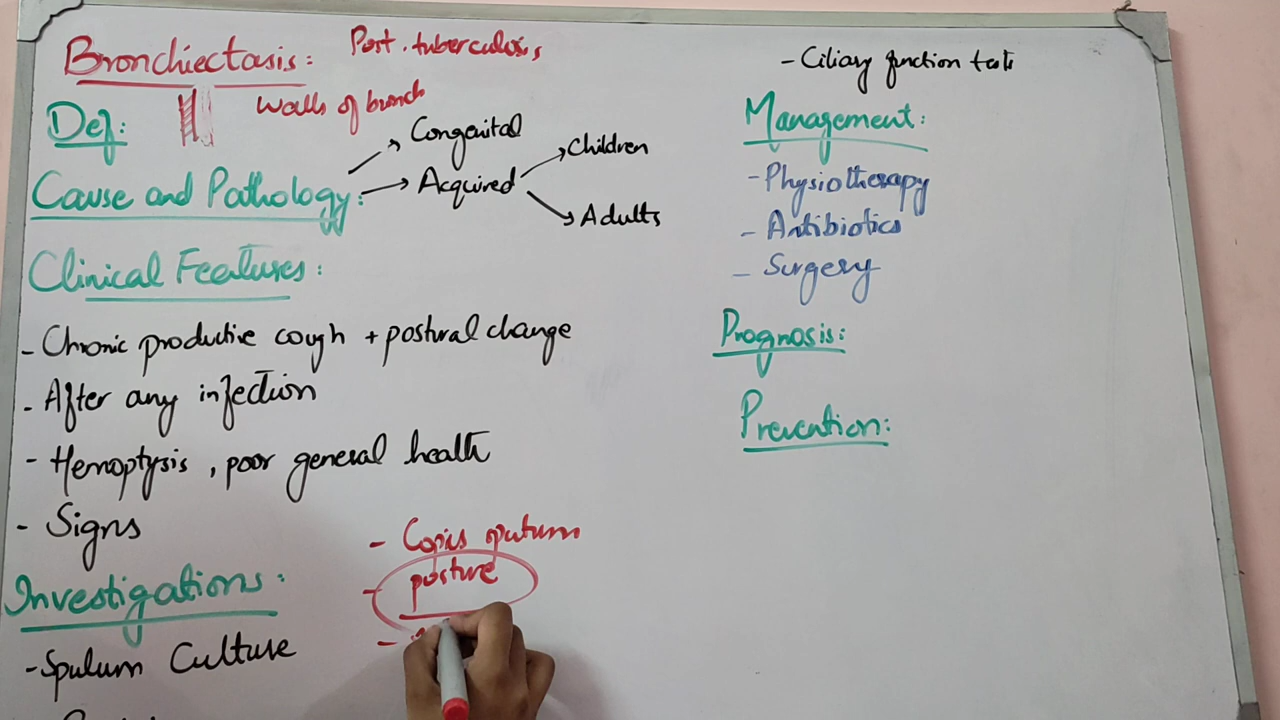 Bronchiectasis:
Post.tuberculosis,
Walls of bronch
Def:
Cause and Pathology:
Congenital
Acquired
Children
Adults
Clinical Features:
- Chronic productive cough + postural change
- After any infection
- Hemoptysis, poor general health
- Signs
- Copius sputum
- posture
Investigations:
- Sputum Culture
- Ciliary function tests
Management:
- Physiotherapy
- Antibiotics
- Surgery
Prognosis:
Prevention: